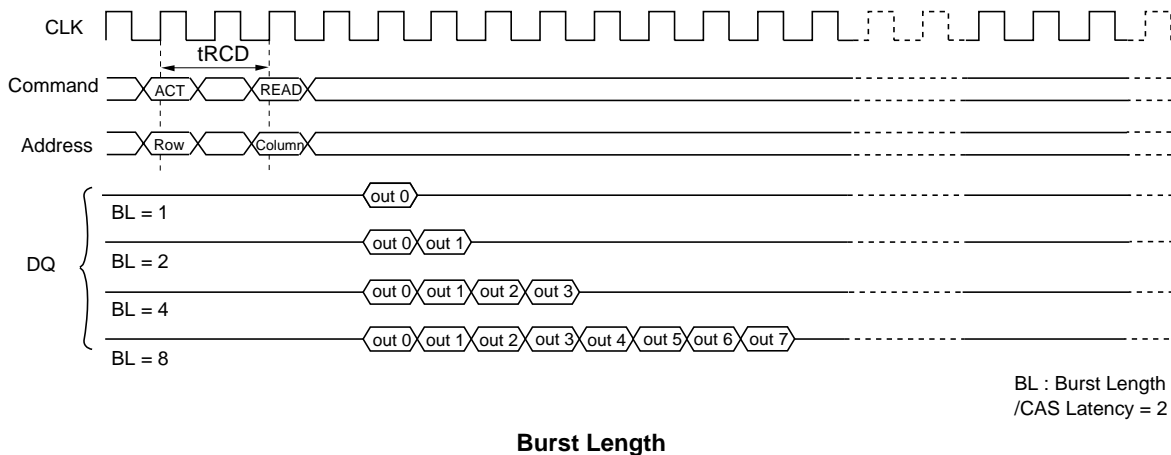 CLK
tRCD
Command
ACT
READ
Address
Row
Column
DQ
out 0
BL = 1
out 0 out 1
BL = 2
out 0 out 1 out 2 out 3
BL = 4
out 0 out 1 out 2 out 3 out 4 out 5 out 6 out 7
BL = 8
BL : Burst Length
/CAS Latency = 2
Burst Length